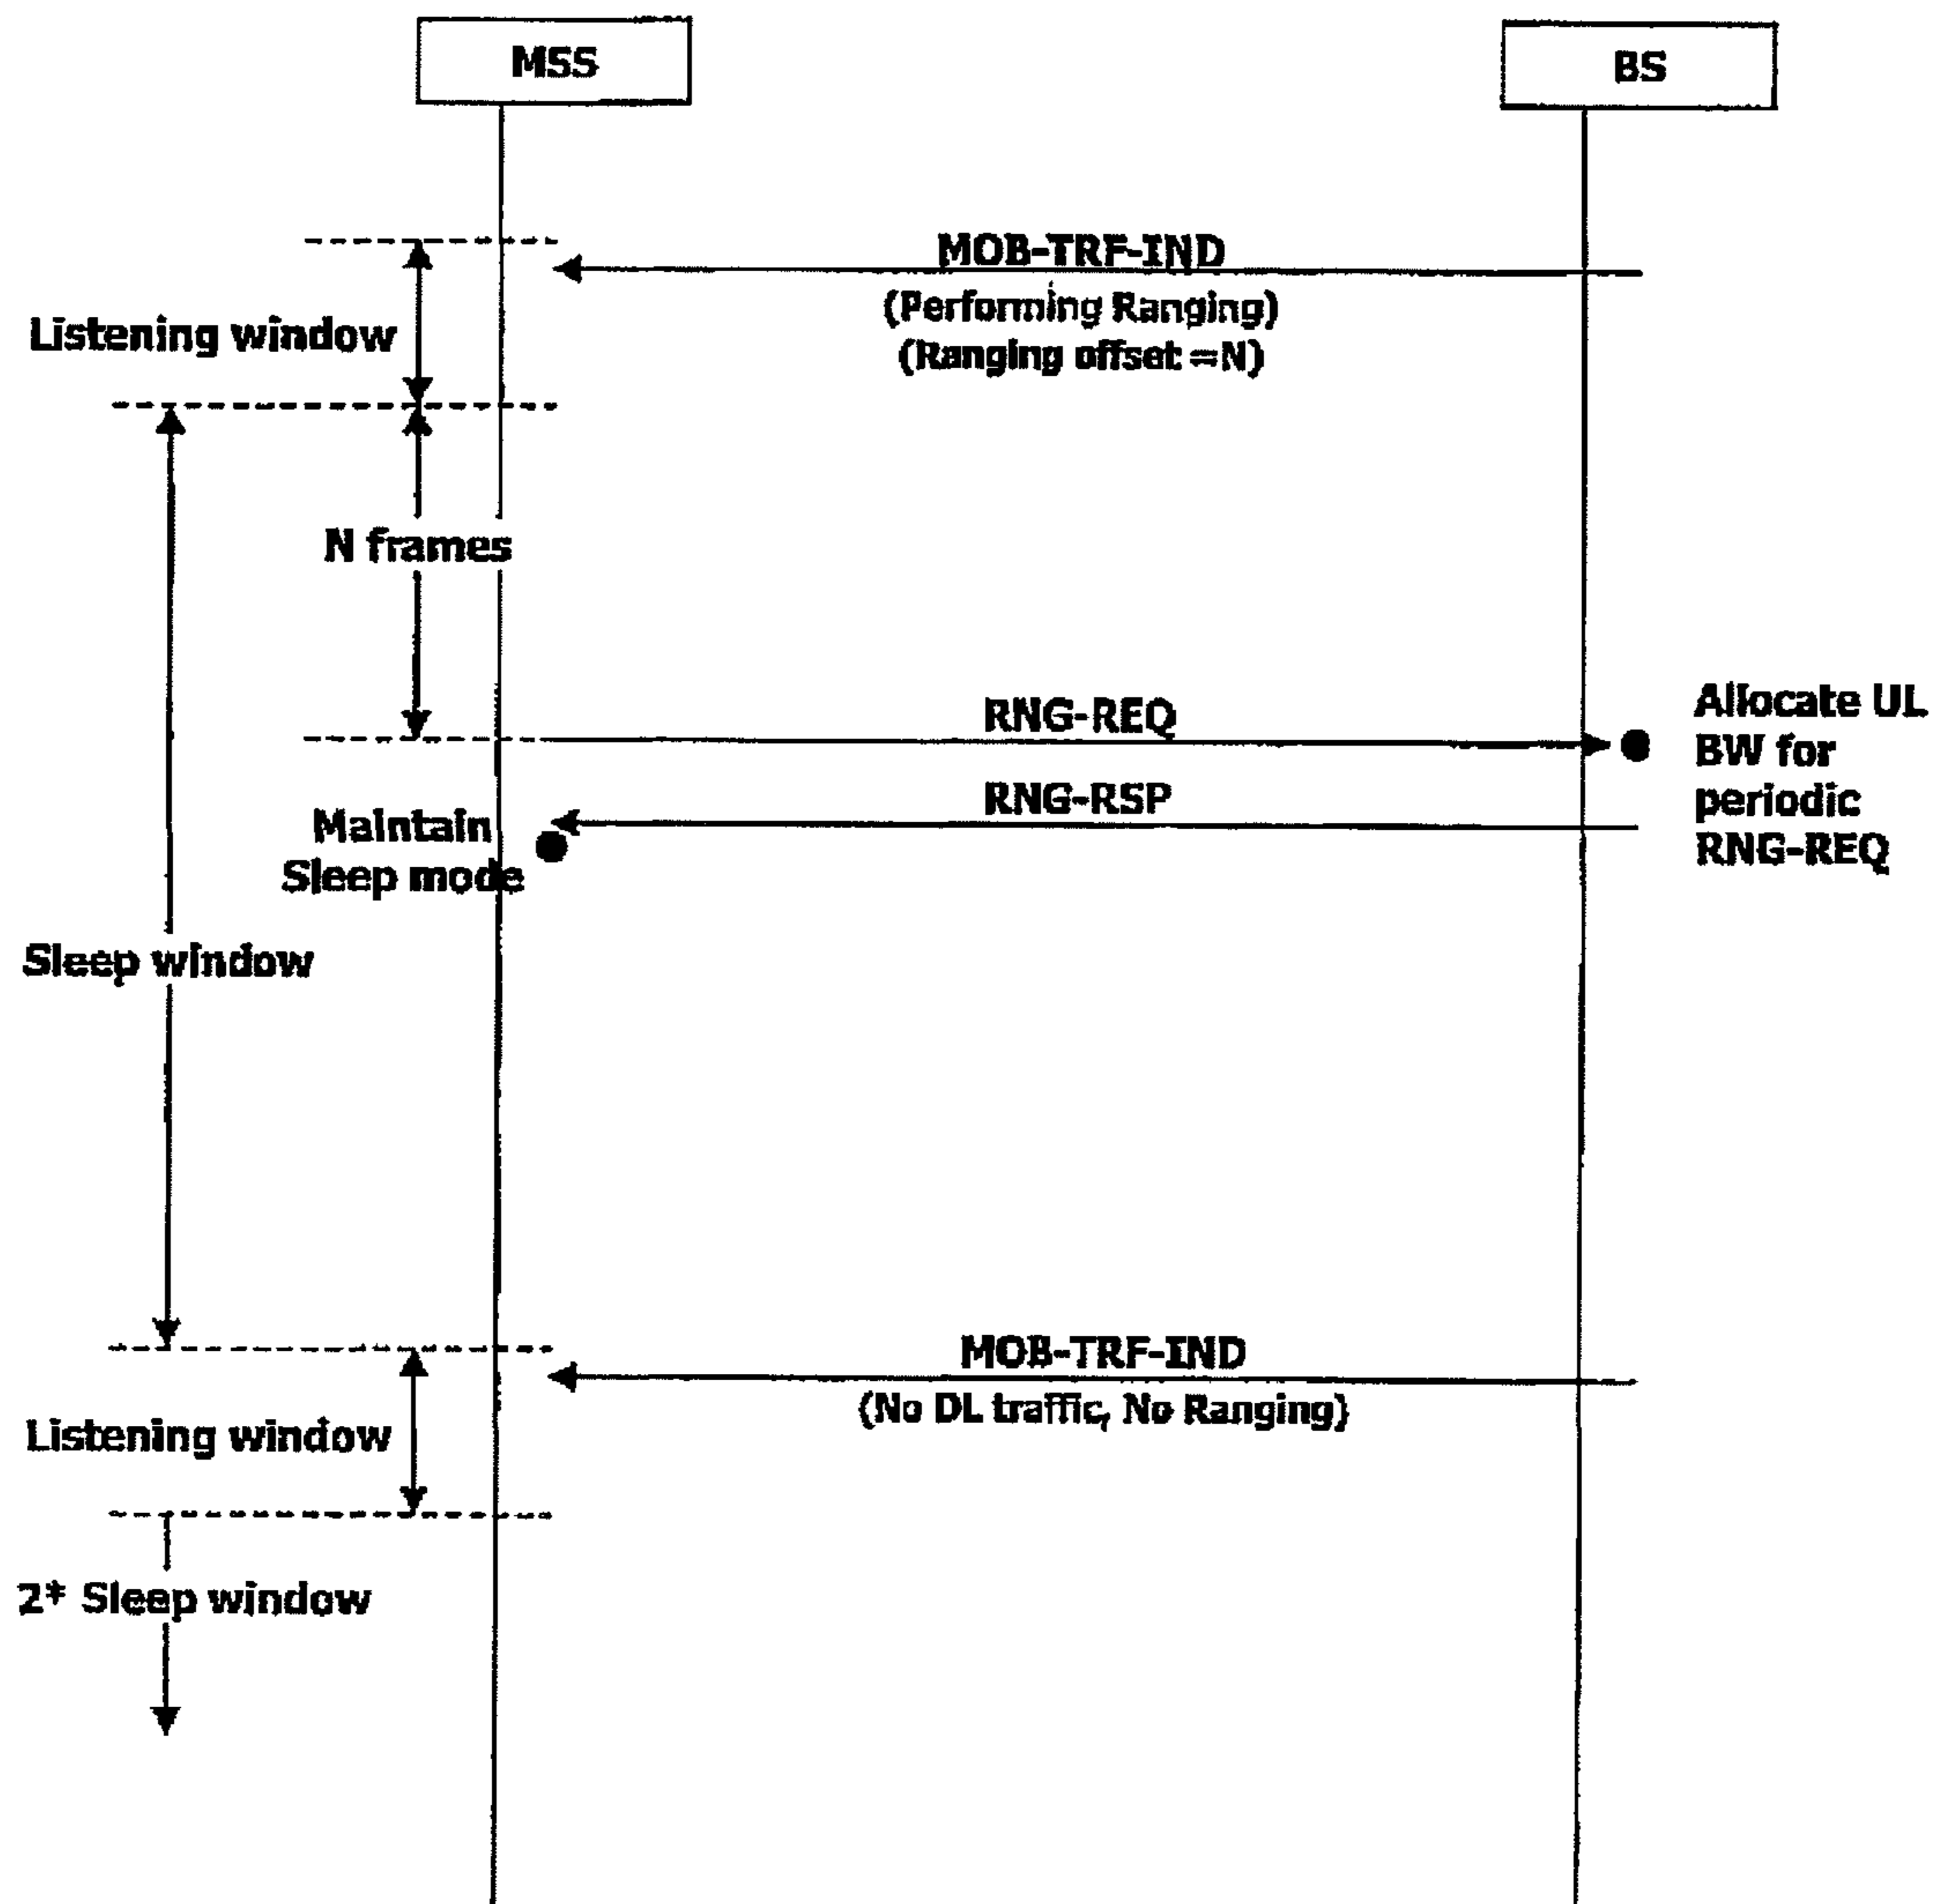 MSS
BS
MOB-TRF-IND
(Performing Ranging)
(Ranging offset =N)
Listening window
N frames
RNG-REQ
Allocate UL
BW for
periodic
RNG-REQ
RNG-RSP
Maintain
Sleep mode
Sleep window
MOB-TRF-IND
(No DL traffic, No Ranging)
Listening window
2* Sleep window